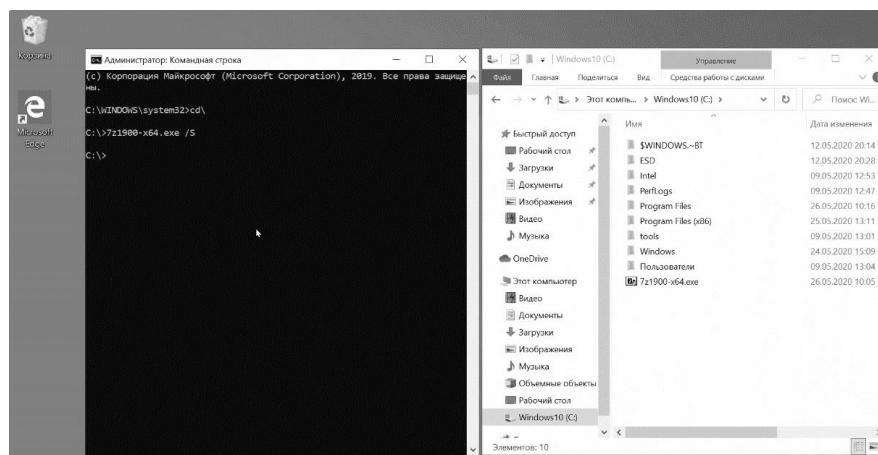 Корзина
Microsoft
Edge
Администратор: Командная строка
(c) Корпорация Майкрософт (Microsoft Corporation), 2019. Все права защище
ны.
C:\WINDOWS\system32>cd\
C:\>7z1900-x64.exe /S
C:\>
Windows10 (C:)
Управление
Файл Главная Поделиться Вид Средства работы с дисками
Этот компь... > Windows10 (C:) >
Поиск: Wi...
Быстрый доступ
Рабочий стол
Загрузки
Документы
Изображения
Видео
Музыка
OneDrive
Этот компьютер
Видео
Документы
Загрузки
Изображения
Музыка
Объемные объекты
Рабочий стол
Windows10 (C:)
Имя Дата изменения
$WINDOWS.~BT 12.05.2020 20:14
ESD 12.05.2020 20:28
Intel 09.05.2020 12:53
PerfLogs 09.05.2020 12:47
Program Files 26.05.2020 10:16
Program Files (x86) 25.05.2020 13:11
tools 09.05.2020 13:01
Windows 24.05.2020 15:09
Пользователи 09.05.2020 13:04
7z1900-x64.exe 26.05.2020 10:05
Элементов: 10